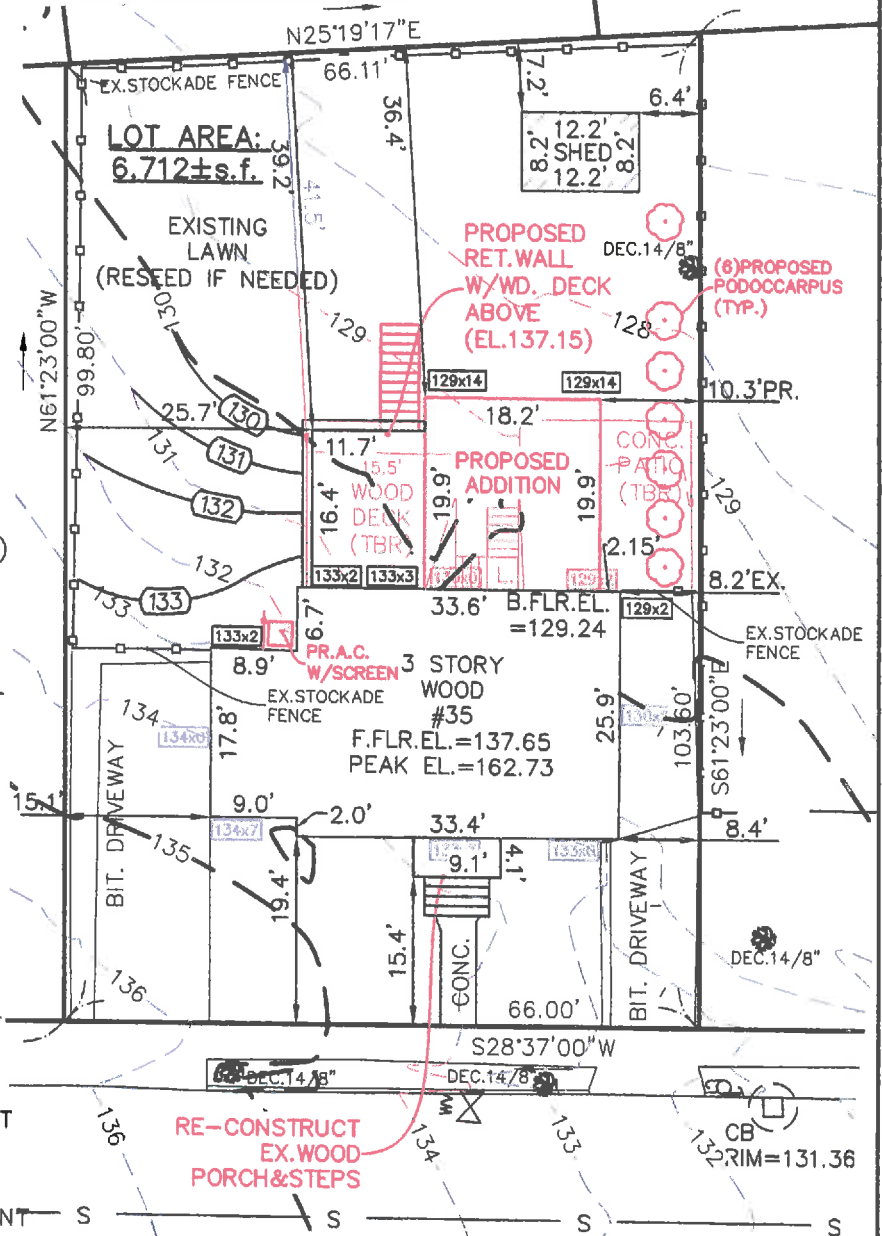 N25°19'17"E
66.11'
EX.STOCKADE FENCE
LOT AREA:
6,712±s.f.
39.2'
41.5'
36.4'
7.2'
6.4'
12.2'
8.2'
SHED
8.2'
12.2'
EXISTING
LAWN
(RESEED IF NEEDED)
PROPOSED
RET.WALL
W/WD. DECK
ABOVE
(EL.137.15)
DEC.14/8"
(6)PROPOSED
PODOCCARPUS
(TYP.)
130
129
128
N61°23'00"W
99.80'
129x14
129x14
10.3'PR.
25.7'
130
18.2'
131
131
11.7'
15.5'
WOOD
DECK
(TBR)
PROPOSED
ADDITION
CONC.
PATIO
(TBR)
16.4'
19.9'
19.9'
132
129
132
2.15'
133
133
133x2
133x3
8.2'EX.
33.6'
B.FLR.EL.
=129.24
129x2
6.7'
133x2
PR.A.C.
W/SCREEN
EX.STOCKADE
FENCE
8.9'
EX.STOCKADE
FENCE
3 STORY
WOOD
#35
F.FLR.EL.=137.65
PEAK EL.=162.73
134
17.8'
25.9'
103.60'
S61°23'00"E
BIT. DRIVEWAY
15.1'
9.0'
2.0'
33.4'
8.4'
134x7
135
9.1'
4.1'
19.4'
15.4'
CONC.
BIT. DRIVEWAY
DEC.14/8"
136
66.00'
S28°37'00"W
DEC.14/8"
DEC.14/8"
136
RE-CONSTRUCT
EX.WOOD
PORCH&STEPS
134
133
132
CB
RIM=131.36
T
NT
S
S
S
S